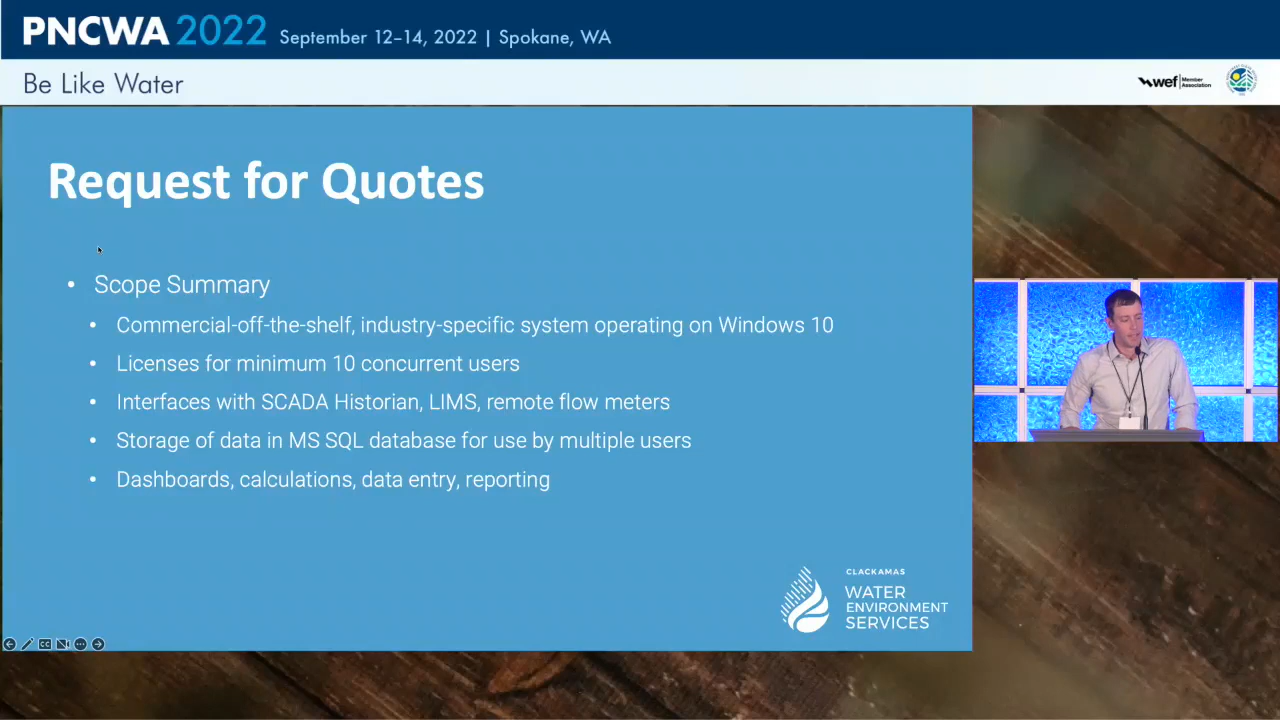 PNCWA 2022 September 12–14, 2022 | Spokane, WA
Be Like Water
wef Member Association
Request for Quotes
• Scope Summary
• Commercial-off-the-shelf, industry-specific system operating on Windows 10
• Licenses for minimum 10 concurrent users
• Interfaces with SCADA Historian, LIMS, remote flow meters
• Storage of data in MS SQL database for use by multiple users
• Dashboards, calculations, data entry, reporting
CLACKAMAS
WATER
ENVIRONMENT
SERVICES
CC